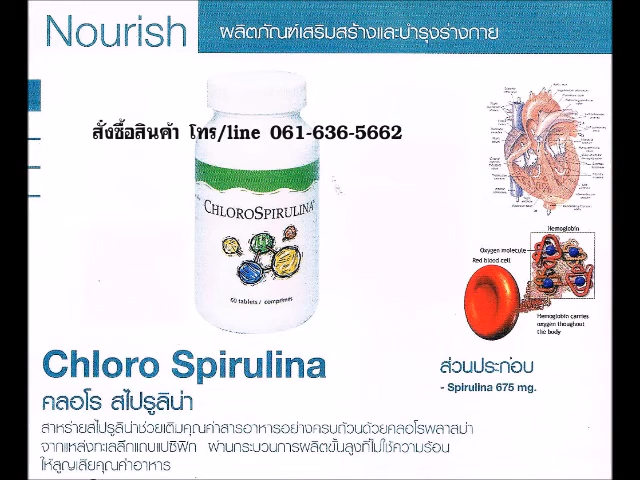 Nourish
ผลิตภัณฑ์เสริมสร้างและบำรุงร่างกาย
สั่งซื้อสินค้า โทร/line 061-636-5662
CHLOROSPIRULINA
60 tablets / comprimés
Hemoglobin
Oxygen molecule
Red blood cell
Hemoglobin carries
oxygen thoughout
the body
Chloro Spirulina
คลอโร สไปรูลิน่า
ส่วนประกอบ
- Spirulina 675 mg.
สาหร่ายสไปรูลิน่าช่วยเติมคุณค่าสารอาหารอย่างครบถ้วนด้วยคลอโรพลาสม่า
จากแหล่งทะเลลึกแถบแปซิฟิก ผ่านกระบวนการผลิตขั้นสูงที่ไม่ใช้ความร้อน
ให้สูญเสียคุณค่าอาหาร